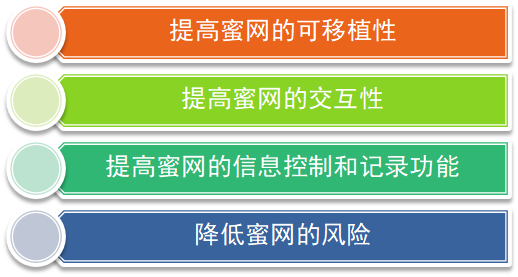 提高蜜网的可移植性
提高蜜网的交互性
提高蜜网的信息控制和记录功能
降低蜜网的风险